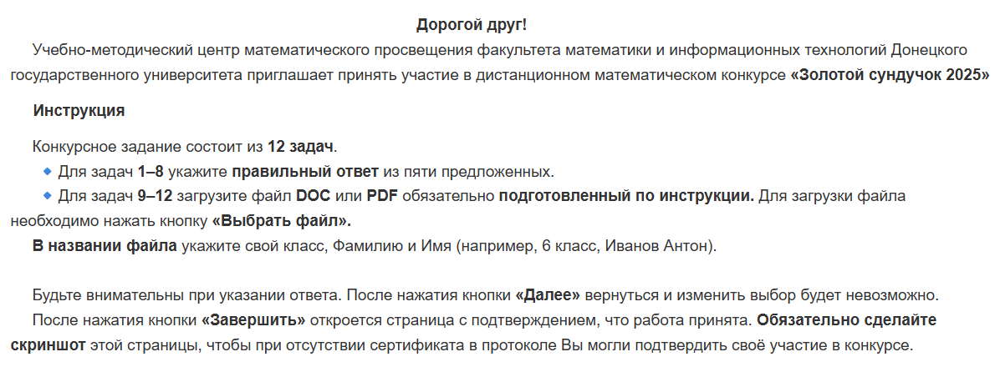 Дорогой друг!
Учебно-методический центр математического просвещения факультета математики и информационных технологий Донецкого
государственного университета приглашает принять участие в дистанционном математическом конкурсе «Золотой сундучок 2025»
Инструкция
Конкурсное задание состоит из 12 задач.
🔹 Для задач 1–8 укажите правильный ответ из пяти предложенных.
🔹 Для задач 9–12 загрузите файл DOC или PDF обязательно подготовленный по инструкции. Для загрузки файла
необходимо нажать кнопку «Выбрать файл».
В названии файла укажите свой класс, Фамилию и Имя (например, 6 класс, Иванов Антон).
Будьте внимательны при указании ответа. После нажатия кнопки «Далее» вернуться и изменить выбор будет невозможно.
После нажатия кнопки «Завершить» откроется страница с подтверждением, что работа принята. Обязательно сделайте
скриншот этой страницы, чтобы при отсутствии сертификата в протоколе Вы могли подтвердить своё участие в конкурсе.